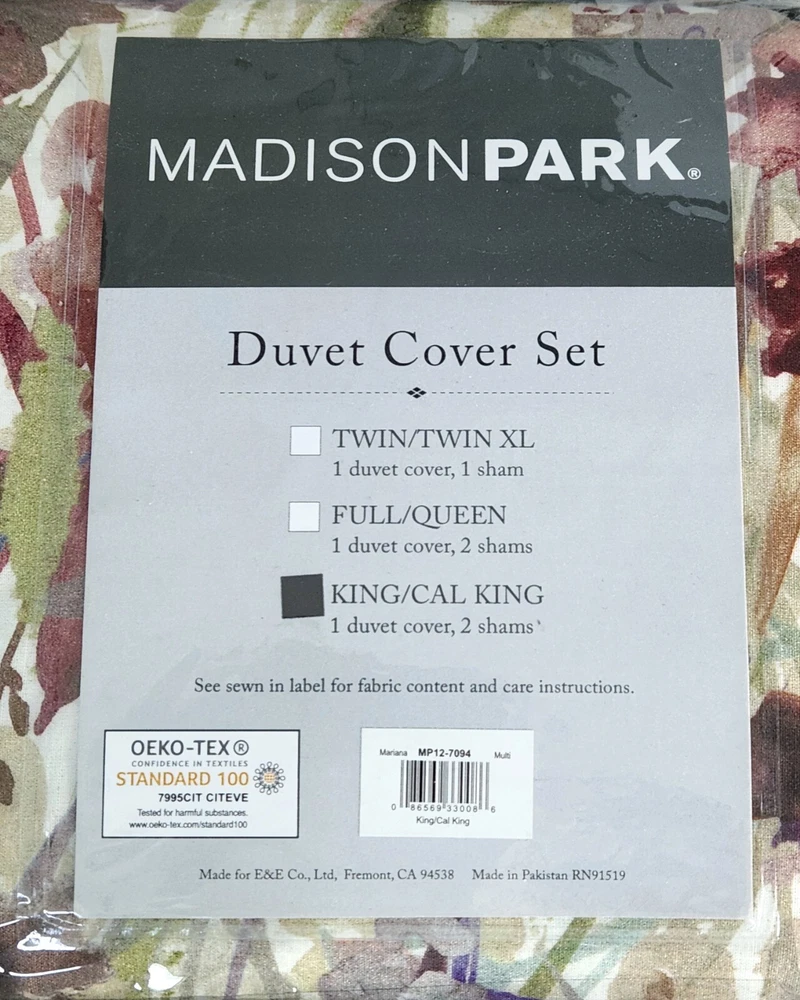 MADISON PARK®
Duvet Cover Set
TWIN/TWIN XL
1 duvet cover, 1 sham
FULL/QUEEN
1 duvet cover, 2 shams
KING/CAL KING
1 duvet cover, 2 shams
See sewn in label for fabric content and care instructions.
OEKO-TEX®
CONFIDENCE IN TEXTILES
STANDARD 100
7995CIT CITEVE
Tested for harmful substances.
www.oeko-tex.com/standard100
Mariana MP12-7094 Multi
0 86569 33008 6
King/Cal King
Made for E&E Co., Ltd, Fremont, CA 94538 Made in Pakistan RN91519